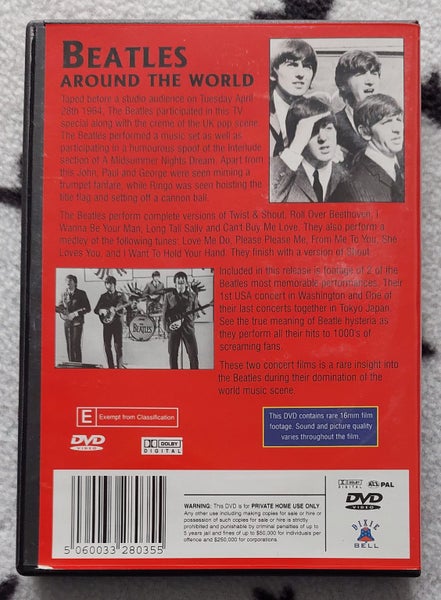 BEATLES
AROUND THE WORLD
Taped before a studio audience on Tuesday April
28th 1964, The Beatles participated in this TV
special along with the creme of the UK pop scene.
The Beatles performed a music set as well as
participating in a humourous spoof of the Interlude
section of A Midsummer Nights Dream. Apart from
this John, Paul and George were seen miming a
trumpet fanfare, while Ringo was seen hoisting the
title flag and setting off a cannon ball.
The Beatles perform complete versions of Twist & Shout, Roll Over Beethoven, I
Wanna Be Your Man, Long Tall Sally and Can't Buy Me Love. They also perform a
medley of the following tunes: Love Me Do, Please Please Me, From Me To You, She
Loves You, and I Want To Hold Your Hand. They finish with a version of Shout.
Included in this release is footage of 2 of the
Beatles most memorable performances. Their
1st USA concert in Washington and One of
their last concerts together in Tokyo Japan.
See the true meaning of Beatle hysteria as
they perform all their hits to 1000's of
screaming fans.
THE
BEATLES
These two concert films is a rare insight into
the Beatles during their domination of the
world music scene.
E Exempt from Classification
This DVD contains rare 16mm film
footage. Sound and picture quality
varies throughout the film.
DVD
VIDEO
DOLBY
DIGITAL
WARNING: This DVD is for PRIVATE HOME USE ONLY
Any other use including making copies for sale or hire or
possession of such copies for sale or hire is strictly
prohibited and punishable by criminal penalties of up to
5 years jail and fines of up to $50,000 for individuals per
offence and $250,000 for corporations.
DOLBY
DIGITAL
ALL PAL
DVD
VIDEO
DIXIE
BELL
5 060033 280355